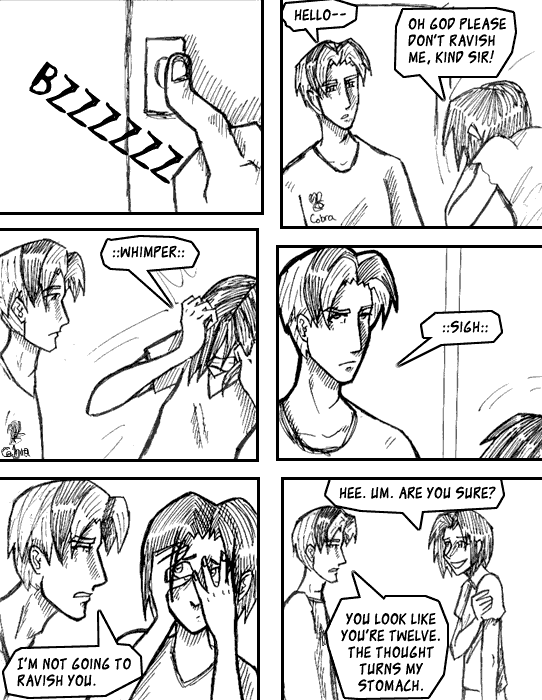 BZZZZZZ
HELLO--
OH GOD PLEASE
DON'T RAVISH
ME, KIND SIR!
Cobra
::WHIMPER::
Cobra
::SIGH::
I'M NOT GOING TO
RAVISH YOU.
HEE. UM. ARE YOU SURE?
YOU LOOK LIKE
YOU'RE TWELVE.
THE THOUGHT
TURNS MY
STOMACH.